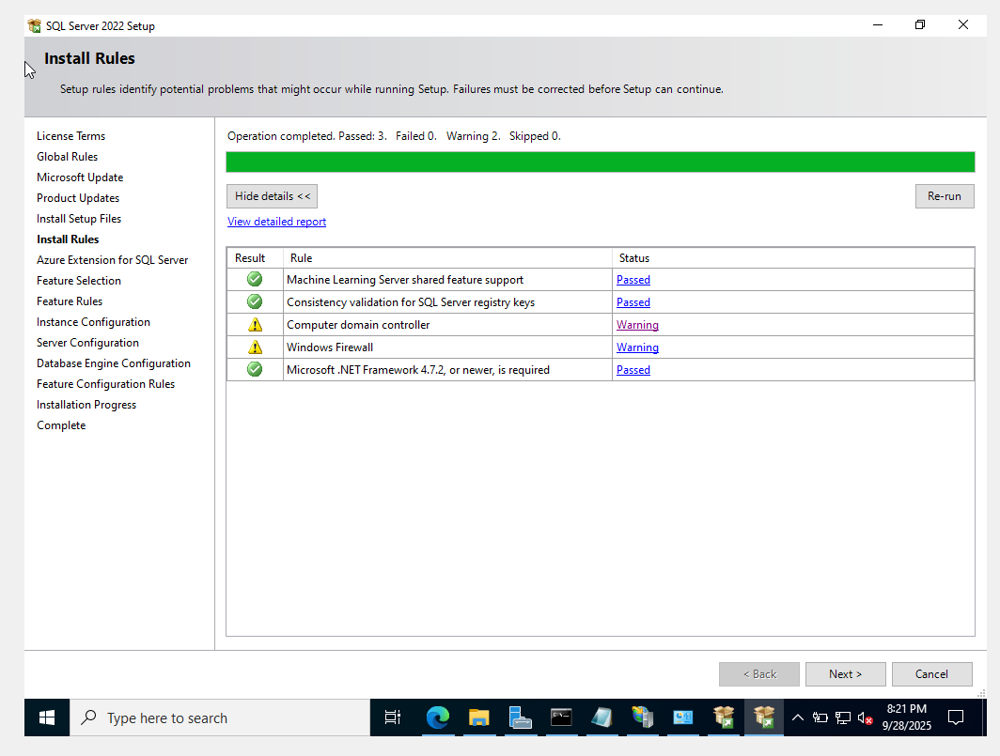 SQL Server 2022 Setup
Install Rules
Setup rules identify potential problems that might occur while running Setup. Failures must be corrected before Setup can continue.
License Terms
Global Rules
Microsoft Update
Product Updates
Install Setup Files
Install Rules
Azure Extension for SQL Server
Feature Selection
Feature Rules
Instance Configuration
Server Configuration
Database Engine Configuration
Feature Configuration Rules
Installation Progress
Complete
Operation completed. Passed: 3. Failed 0. Warning 2. Skipped 0.
Hide details <<
Re-run
View detailed report
Result Rule Status
Machine Learning Server shared feature support Passed
Consistency validation for SQL Server registry keys Passed
Computer domain controller Warning
Windows Firewall Warning
Microsoft .NET Framework 4.7.2, or newer, is required Passed
< Back Next > Cancel
Type here to search
8:21 PM
9/28/2025